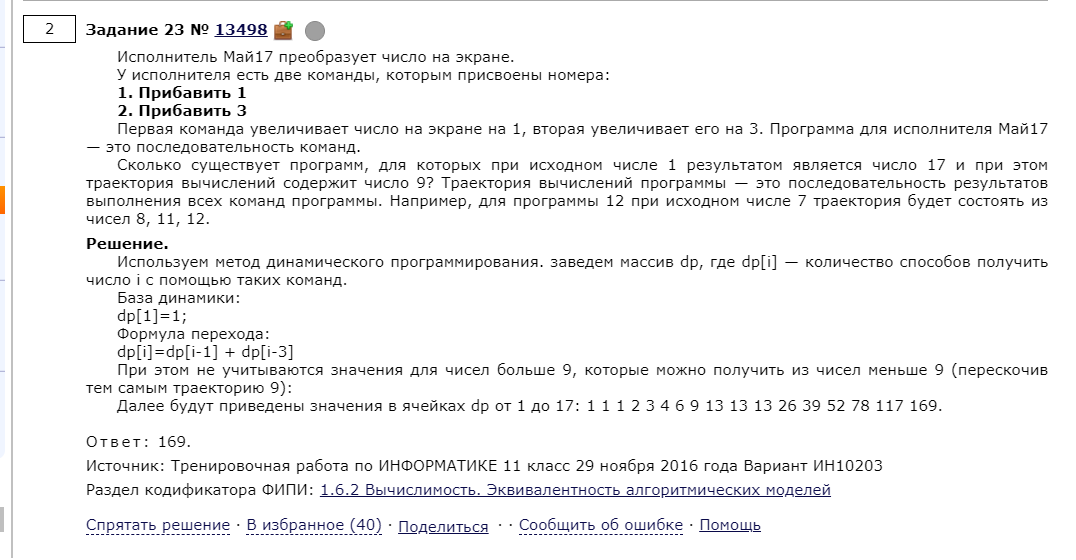 2
Задание 23 № 13498
Исполнитель Май17 преобразует число на экране.
У исполнителя есть две команды, которым присвоены номера:
1. Прибавить 1
2. Прибавить 3
Первая команда увеличивает число на экране на 1, вторая увеличивает его на 3. Программа для исполнителя Май17
— это последовательность команд.
Сколько существует программ, для которых при исходном числе 1 результатом является число 17 и при этом
траектория вычислений содержит число 9? Траектория вычислений программы — это последовательность результатов
выполнения всех команд программы. Например, для программы 12 при исходном числе 7 траектория будет состоять из
чисел 8, 11, 12.
Решение.
Используем метод динамического программирования. заведем массив dp, где dp[i] — количество способов получить
число i с помощью таких команд.
База динамики:
dp[1]=1;
Формула перехода:
dp[i]=dp[i-1] + dp[i-3]
При этом не учитываются значения для чисел больше 9, которые можно получить из чисел меньше 9 (перескочив
тем самым траекторию 9):
Далее будут приведены значения в ячейках dp от 1 до 17: 1 1 1 2 3 4 6 9 13 13 13 26 39 52 78 117 169.
Ответ: 169.
Источник: Тренировочная работа по ИНФОРМАТИКЕ 11 класс 29 ноября 2016 года Вариант ИН10203
Раздел кодификатора ФИПИ: 1.6.2 Вычислимость. Эквивалентность алгоритмических моделей
Спрятать решение · В избранное (40) · Поделиться · · Сообщить об ошибке · Помощь